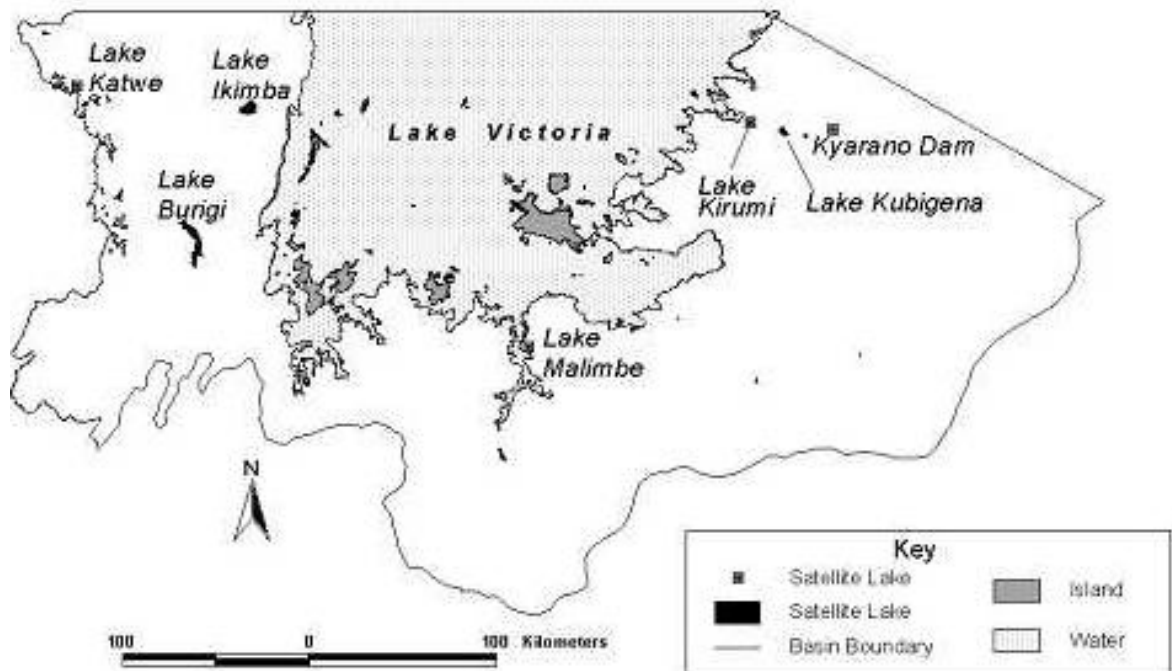 Lake
Katwe
Lake
Ikimba
Lake Victoria
Kyarano Dam
Lake
Burigi
Lake
Kirumi
Lake Kubigena
Lake
Malimbe
N
Key
Satellite Lake
Island
Satellite Lake
Basin Boundary
Water
100 0 100 Kilometers